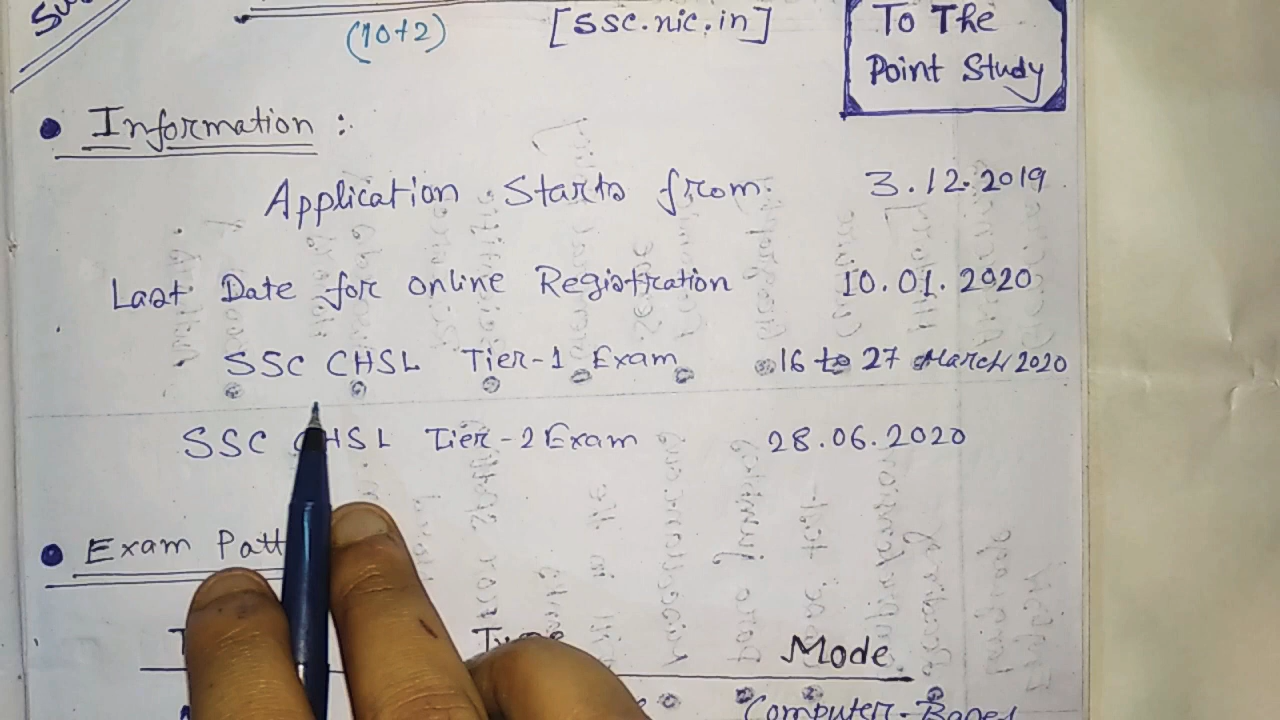 (10+2) [ssc.nic.in]
To The
Point Study
Information :
Application Starts from 3.12.2019
Last Date for online Registration 10.01.2020
SSC CHSL Tier-1 Exam 16 to 27 March 2020
SSC CHSL Tier-2 Exam 28.06.2020
Exam Patt
Mode
Computer-